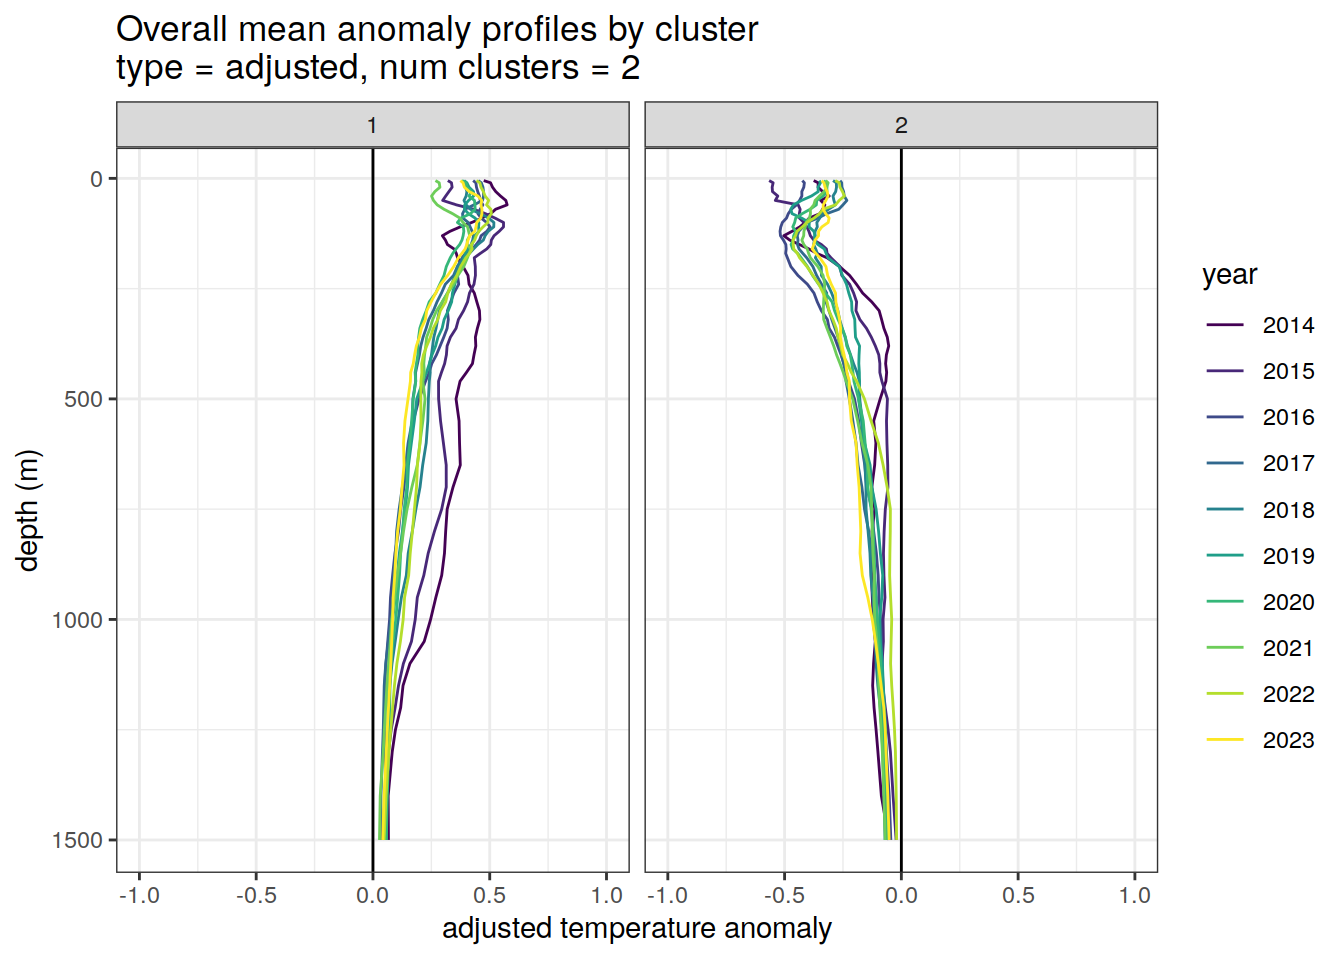 Overall mean anomaly profiles by cluster
type = adjusted, num clusters = 2
1
2
0
500
1000
1500
depth (m)
-1.0 -0.5 0.0 0.5 1.0
-1.0 -0.5 0.0 0.5 1.0
adjusted temperature anomaly
year
2014
2015
2016
2017
2018
2019
2020
2021
2022
2023